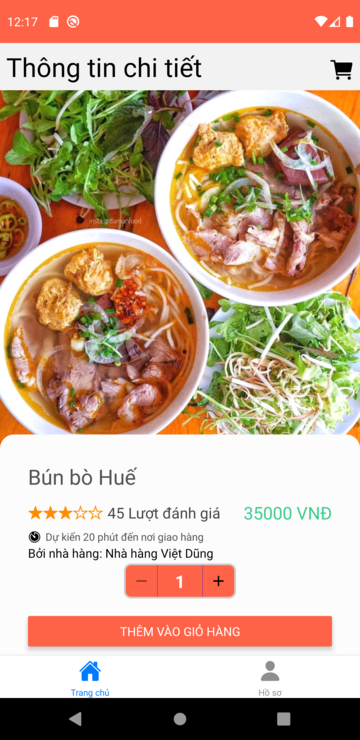 12:17
Thông tin chi tiết
Bún bò Huế
45 Lượt đánh giá 35000 VNĐ
Dự kiến 20 phút đến nơi giao hàng
Bởi nhà hàng: Nhà hàng Việt Dũng
− 1 +
THÊM VÀO GIỎ HÀNG
Trang chủ Hồ sơ